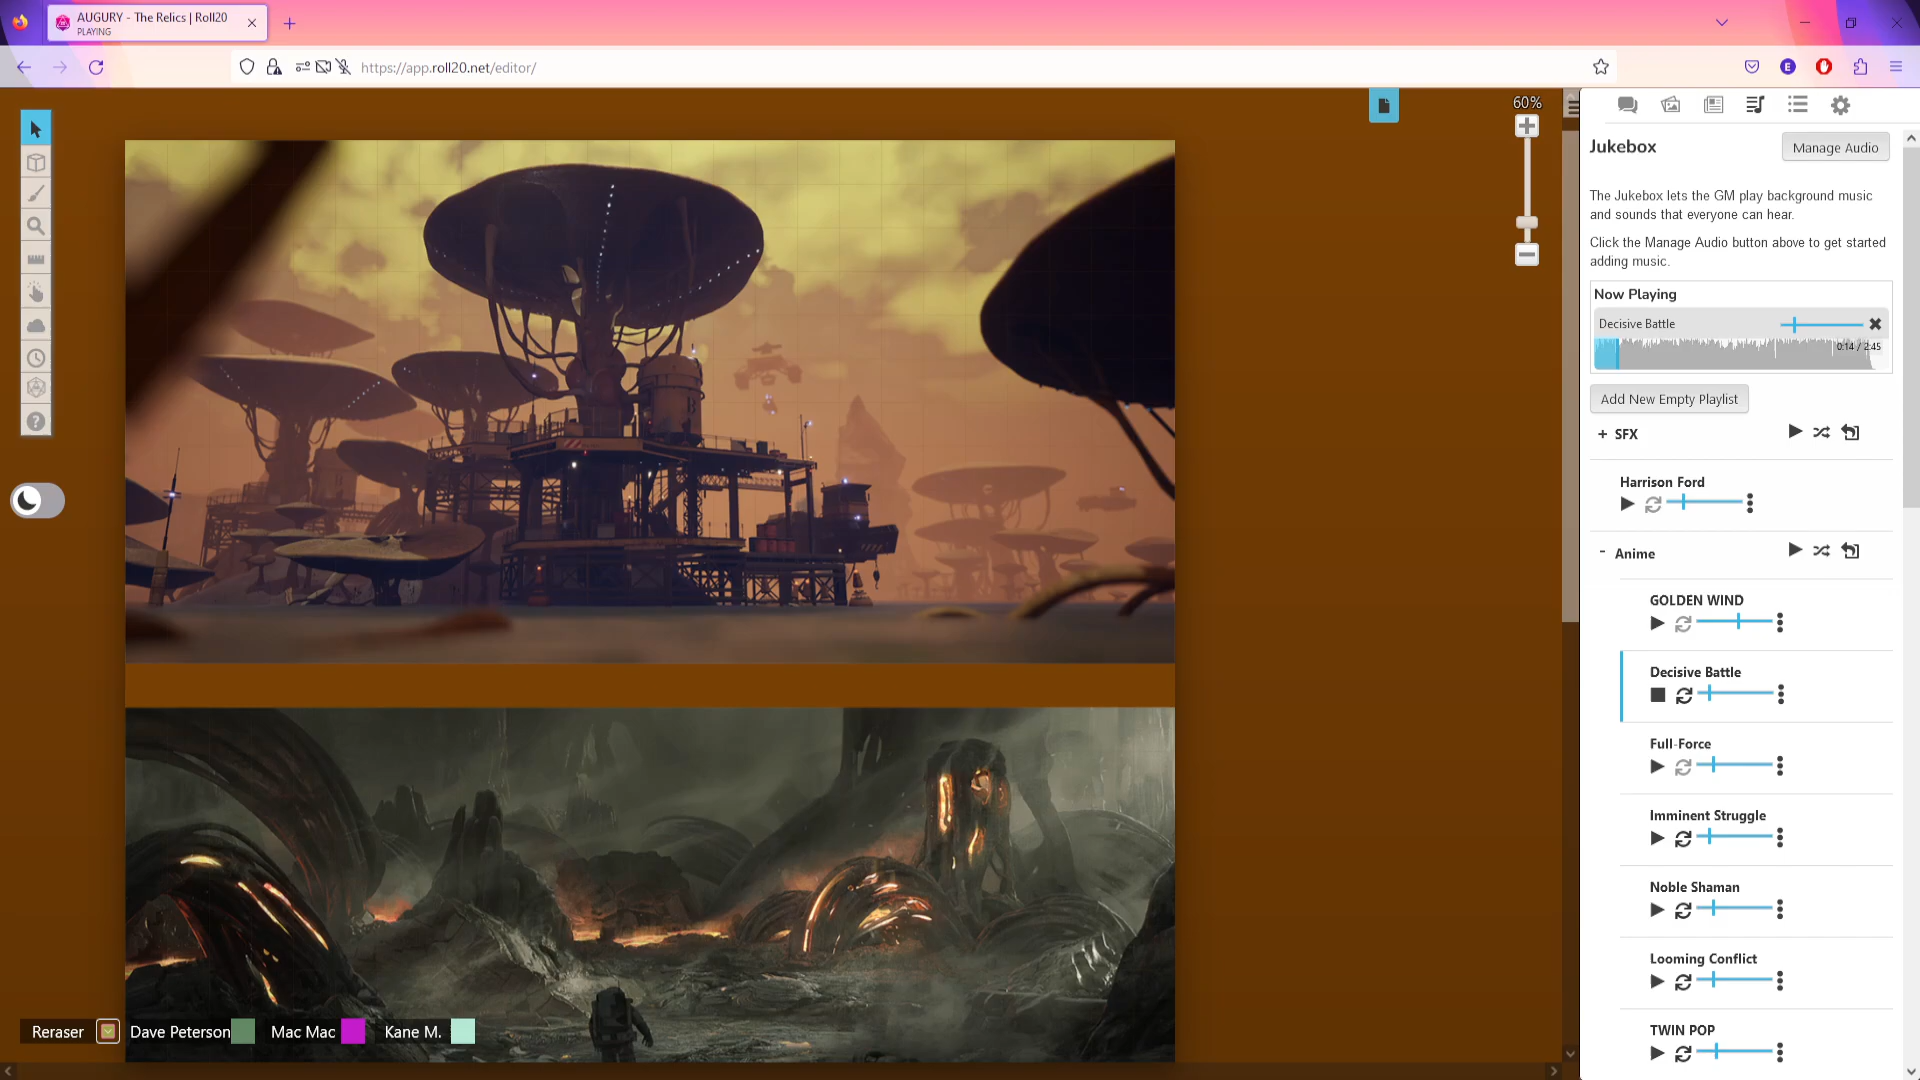 AUGURY - The Relics | Roll20
PLAYING
https://app.roll20.net/editor/
E
60%
Jukebox
Manage Audio
The Jukebox lets the GM play background music
and sounds that everyone can hear.
Click the Manage Audio button above to get started
adding music.
Now Playing
Decisive Battle
0:14 / 2:45
Add New Empty Playlist
+ SFX
Harrison Ford
- Anime
GOLDEN WIND
Decisive Battle
Full-Force
Imminent Struggle
Noble Shaman
Looming Conflict
TWIN POP
B
Reraser
Dave Peterson
Mac Mac
Kane M.